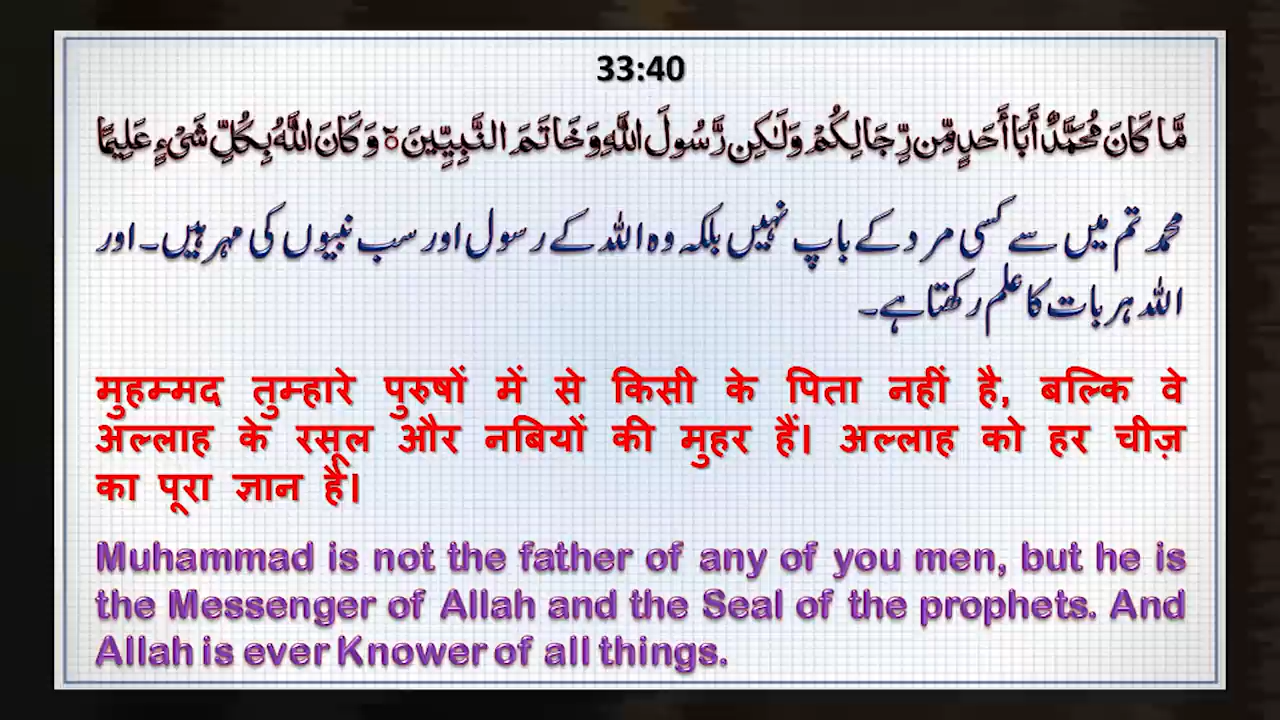 33:40
مَّا كَانَ مُحَمَّدٌ أَبَا أَحَدٍ مِّن رِّجَالِكُمْ وَلَٰكِن رَّسُولَ اللَّهِ وَخَاتَمَ النَّبِيِّينَ ۗ وَكَانَ اللَّهُ بِكُلِّ شَيْءٍ عَلِيمًا
محمد تم میں سے کسی مرد کے باپ نہیں بلکہ وہ اللہ کے رسول اور سب نبیوں کی مہر ہیں۔ اور
اللہ ہر بات کا علم رکھتا ہے۔
मुहम्मद तुम्हारे पुरुषों में से किसी के पिता नहीं है, बल्कि वे
अल्लाह के रसूल और नबियों की मुहर हैं। अल्लाह को हर चीज़
का पूरा ज्ञान है।
Muhammad is not the father of any of you men, but he is
the Messenger of Allah and the Seal of the prophets. And
Allah is ever Knower of all things.